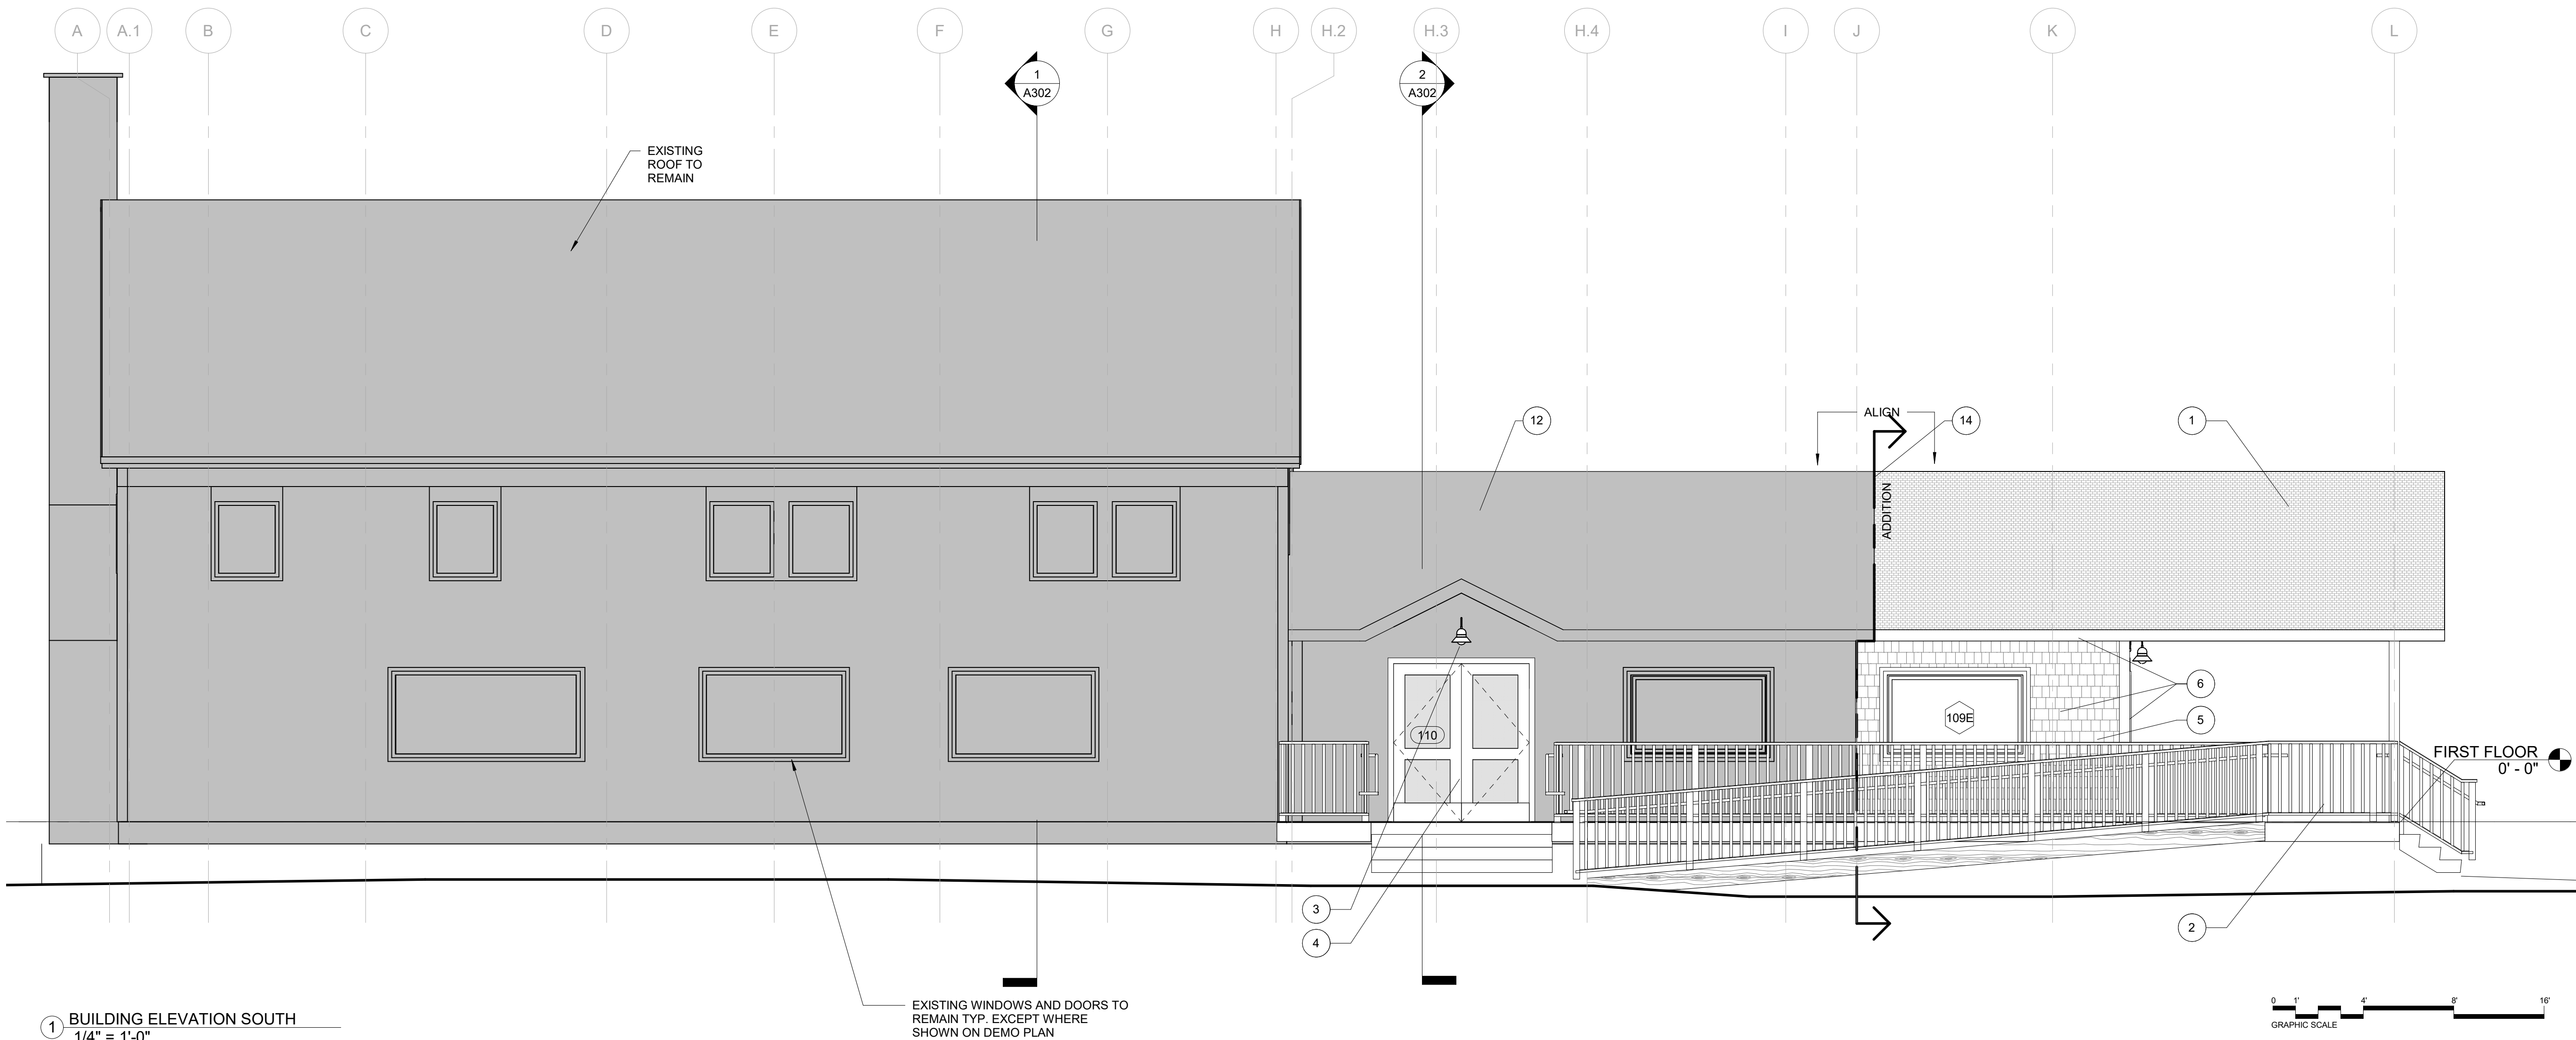 A
A.1
B
C
D
E
F
G
H
H.2
H.3
H.4
I
J
K
L
1
A302
2
A302
EXISTING
ROOF TO
REMAIN
12
ALIGN
14
1
ADDITION
6
109E
5
110
FIRST FLOOR
0' - 0"
3
4
2
EXISTING WINDOWS AND DOORS TO
REMAIN TYP. EXCEPT WHERE
SHOWN ON DEMO PLAN
1
BUILDING ELEVATION SOUTH
1/4" = 1'-0"
0 1' 4' 8' 16'
GRAPHIC SCALE